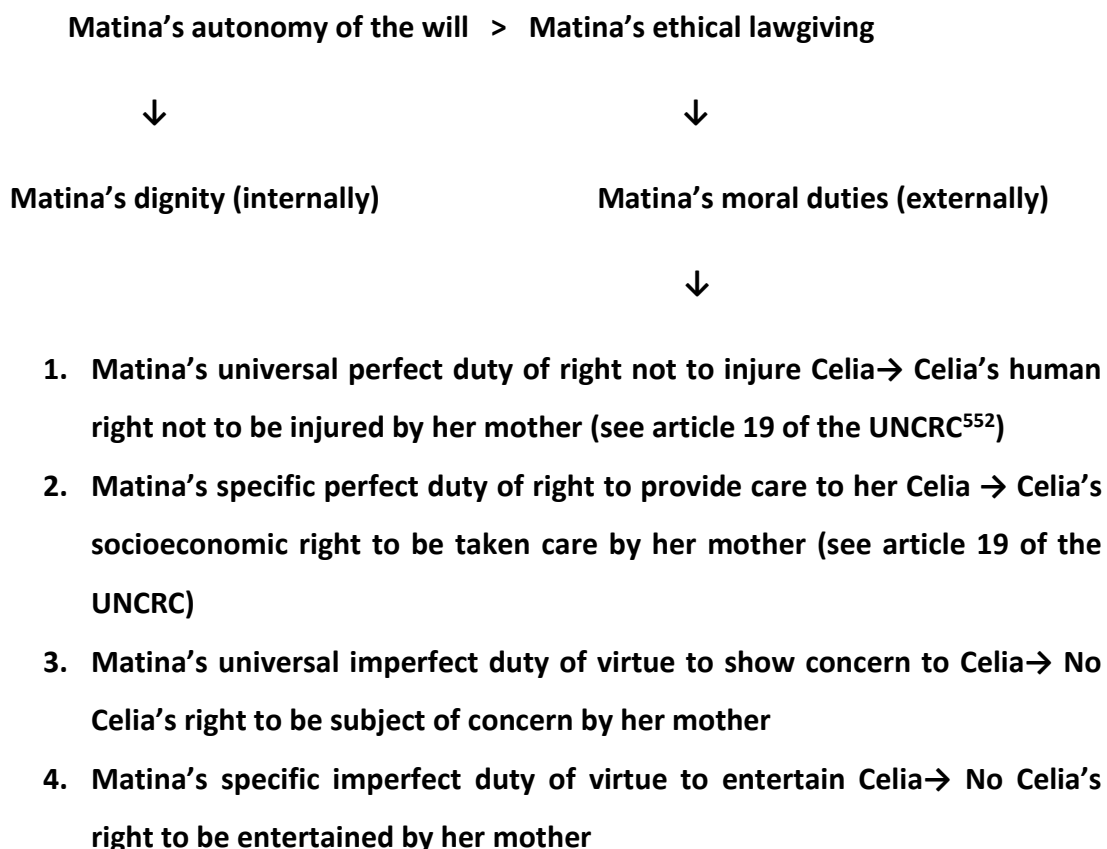 Matina’s autonomy of the will > Matina’s ethical lawgiving
↓ ↓
Matina’s dignity (internally) Matina’s moral duties (externally)
↓
1. Matina’s universal perfect duty of right not to injure Celia→ Celia’s human
right not to be injured by her mother (see article 19 of the UNCRC552)
2. Matina’s specific perfect duty of right to provide care to her Celia → Celia’s
socioeconomic right to be taken care by her mother (see article 19 of the
UNCRC)
3. Matina’s universal imperfect duty of virtue to show concern to Celia→ No
Celia’s right to be subject of concern by her mother
4. Matina’s specific imperfect duty of virtue to entertain Celia→ No Celia’s
right to be entertained by her mother